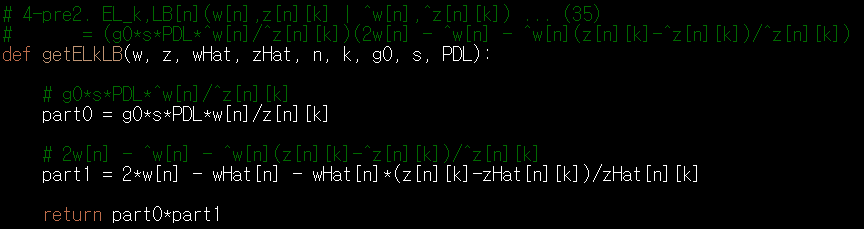 # 4-pre2. EL_k,LB[n](w[n],z[n][k] | ^w[n],^z[n][k]) ... (35)
#       = (g0*s*PDL*^w[n]/^z[n][k])(2w[n] - ^w[n] - ^w[n](z[n][k]-^z[n][k])/^z[n][k])
def getELkLB(w, z, wHat, zHat, n, k, g0, s, PDL):
    # g0*s*PDL*^w[n]/^z[n][k]
    part0 = g0*s*PDL*w[n]/z[n][k]
    # 2w[n] - ^w[n] - ^w[n](z[n][k]-^z[n][k])/^z[n][k]
    part1 = 2*w[n] - wHat[n] - wHat[n]*(z[n][k]-zHat[n][k])/zHat[n][k]
    return part0*part1